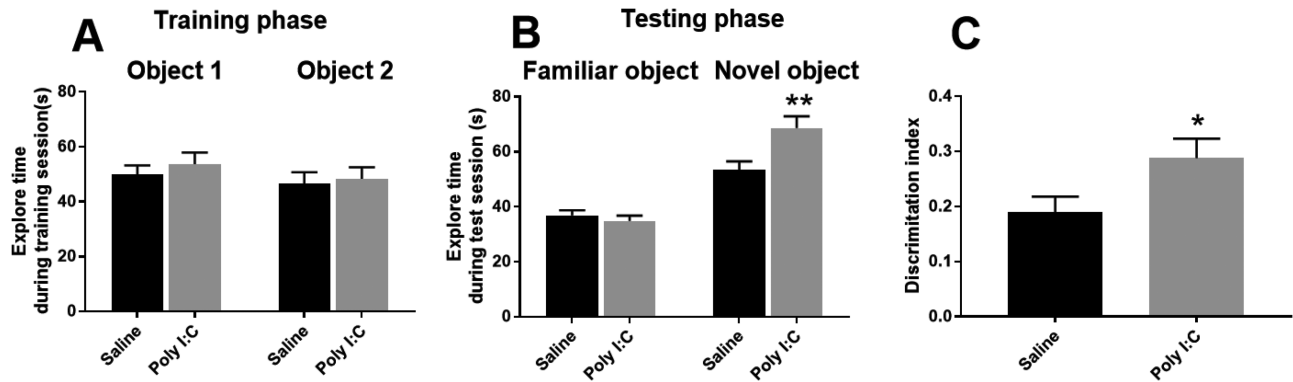 A
Training phase
Object 1
Object 2
Explore time
during training session(s)
80
60
40
20
0
Saline
Poly I:C
Saline
Poly I:C
B
Testing phase
Familiar object
Novel object
Explore time
during test session (s)
80
60
40
20
0
**
Saline
Poly I:C
Saline
Poly I:C
C
Discrimitation index
0.4
0.3
0.2
0.1
0.0
*
Saline
Poly I:C